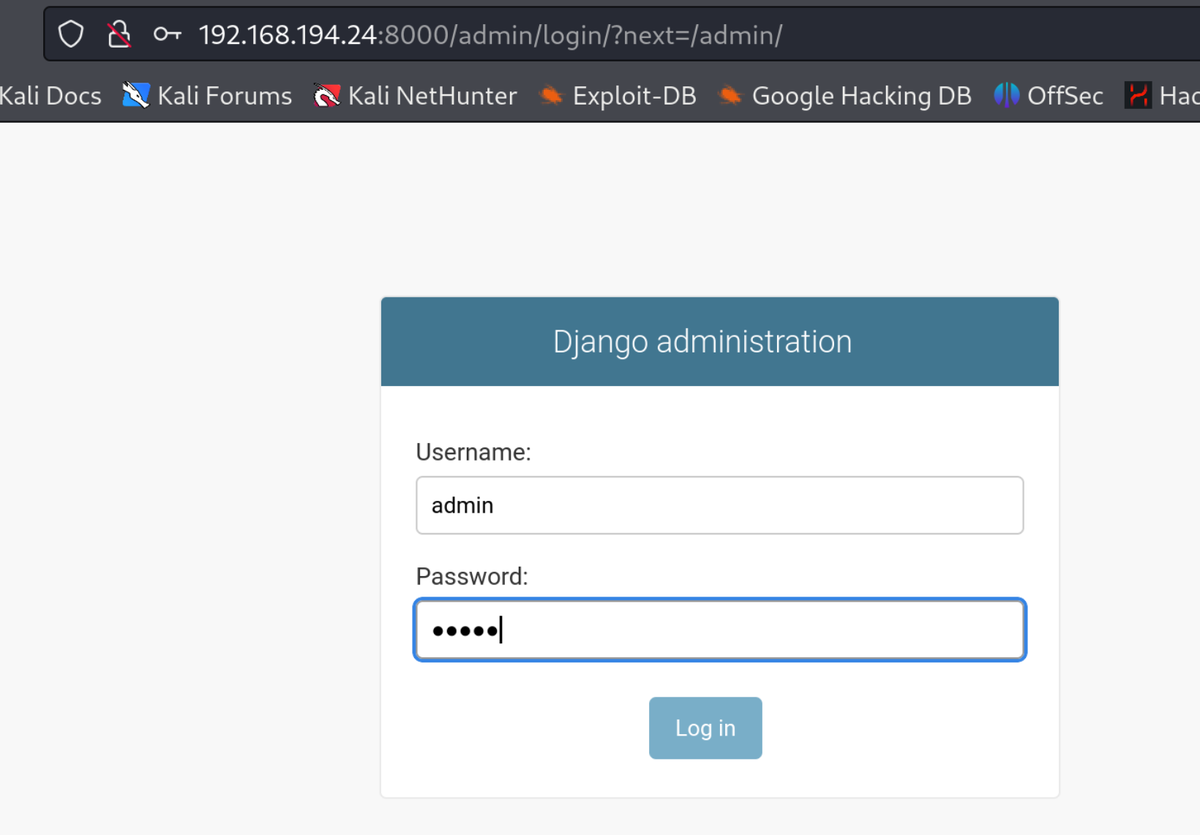 192.168.194.24:8000/admin/login/?next=/admin/
Kali Docs Kali Forums Kali NetHunter Exploit-DB Google Hacking DB OffSec Hac
Django administration
Username:
admin
Password:
•••••
Log in